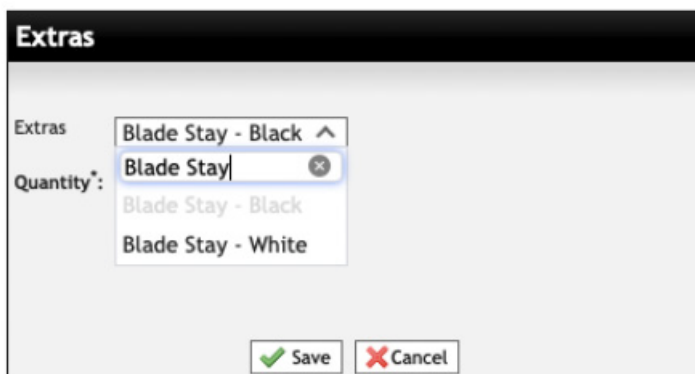 Extras
Extras
Blade Stay - Black
Blade Stay
Quantity*:
Blade Stay - Black
Blade Stay - White
Save
Cancel